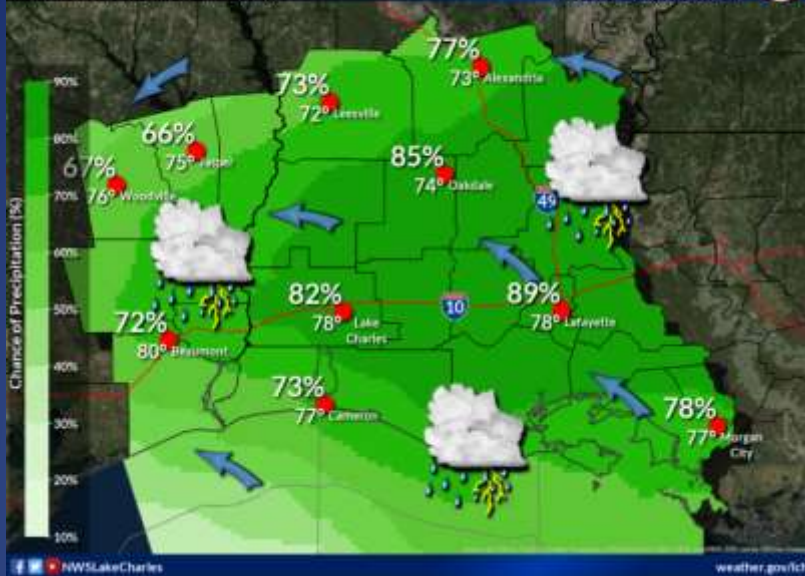 77%
73° Alexandria
73%
72° Leesville
66%
75° Jasper
67%
76° Woodville
85%
74° Oakdale
49
82%
78° Lake Charles
10
89%
78° Lafayette
72%
80° Beaumont
73%
77° Cameron
78%
77° Morgan City
Chance of Precipitation (%)
90%
80%
70%
60%
50%
40%
30%
20%
10%
NWSLakeCharles
weather.gov/lch